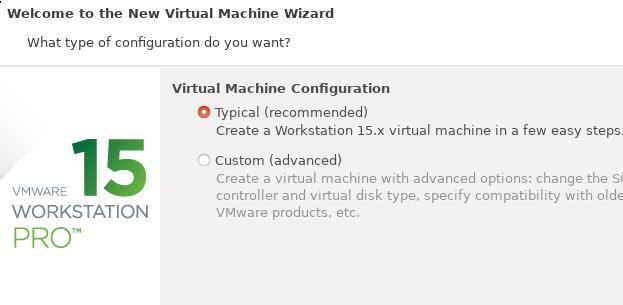 Welcome to the New Virtual Machine Wizard
What type of configuration do you want?
Virtual Machine Configuration
Typical (recommended)
Create a Workstation 15.x virtual machine in a few easy steps.
Custom (advanced)
Create a virtual machine with advanced options: change the SC
controller and virtual disk type, specify compatibility with olde
VMware products, etc.
15
VMWARE
WORKSTATION
PRO™